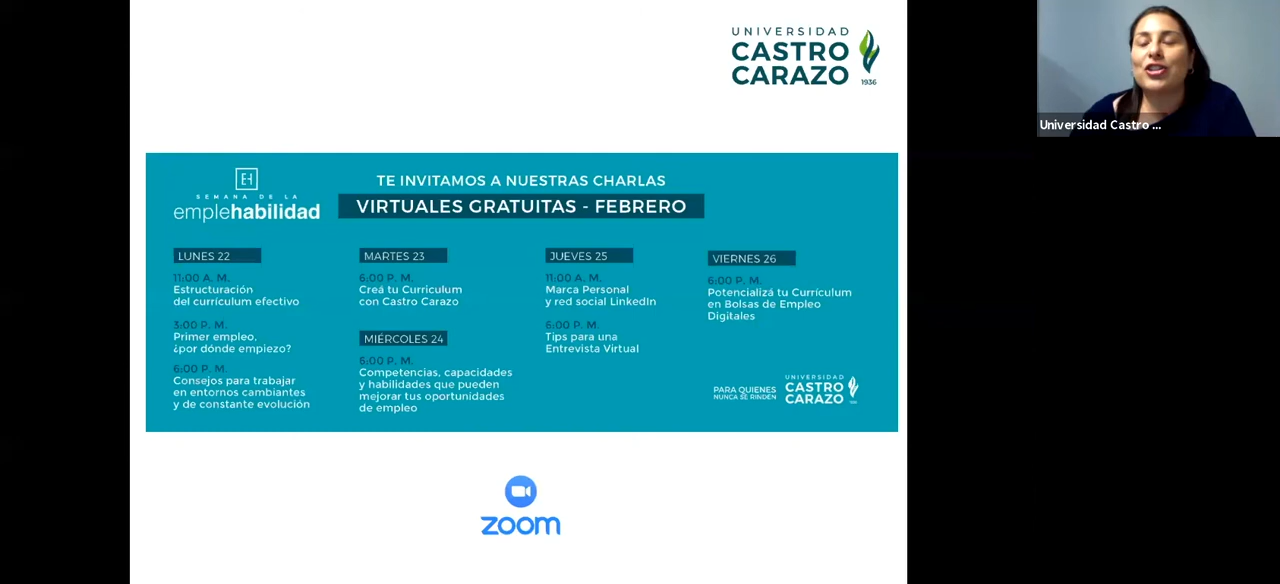 UNIVERSIDAD
CASTRO
CARAZO
1936
Universidad Castro ...
EH
SEMANA DE LA
emplehabilidad
TE INVITAMOS A NUESTRAS CHARLAS
VIRTUALES GRATUITAS - FEBRERO
LUNES 22
11:00 A. M.
Estructuración
del currículum efectivo
3:00 P. M.
Primer empleo,
¿por dónde empiezo?
6:00 P. M.
Consejos para trabajar
en entornos cambiantes
y de constante evolución
MARTES 23
6:00 P. M.
Creá tu Curriculum
con Castro Carazo
MIÉRCOLES 24
6:00 P. M.
Competencias, capacidades
y habilidades que pueden
mejorar tus oportunidades
de empleo
JUEVES 25
11:00 A. M.
Marca Personal
y red social LinkedIn
6:00 P. M.
Tips para una
Entrevista Virtual
VIERNES 26
6:00 P. M.
Potencializá tu Currículum
en Bolsas de Empleo
Digitales
PARA QUIENES
NUNCA SE RINDEN
UNIVERSIDAD
CASTRO
CARAZO
zoom